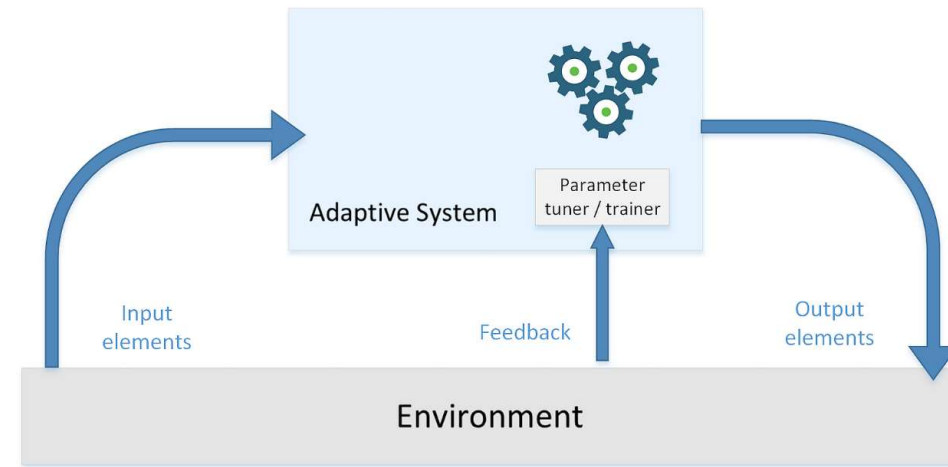 Parameter
tuner / trainer
Adaptive System
Input
elements
Feedback
Output
elements
Environment